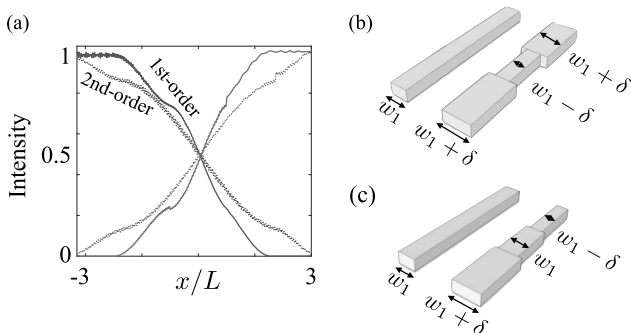 (a)
1
0.5
0
Intensity
-3
x/L
3
1st-order
2nd-order
(b)
w₁
w₁ + δ
w₁ − δ
w₁ + δ
(c)
w₁
w₁ + δ
w₁
w₁ − δ